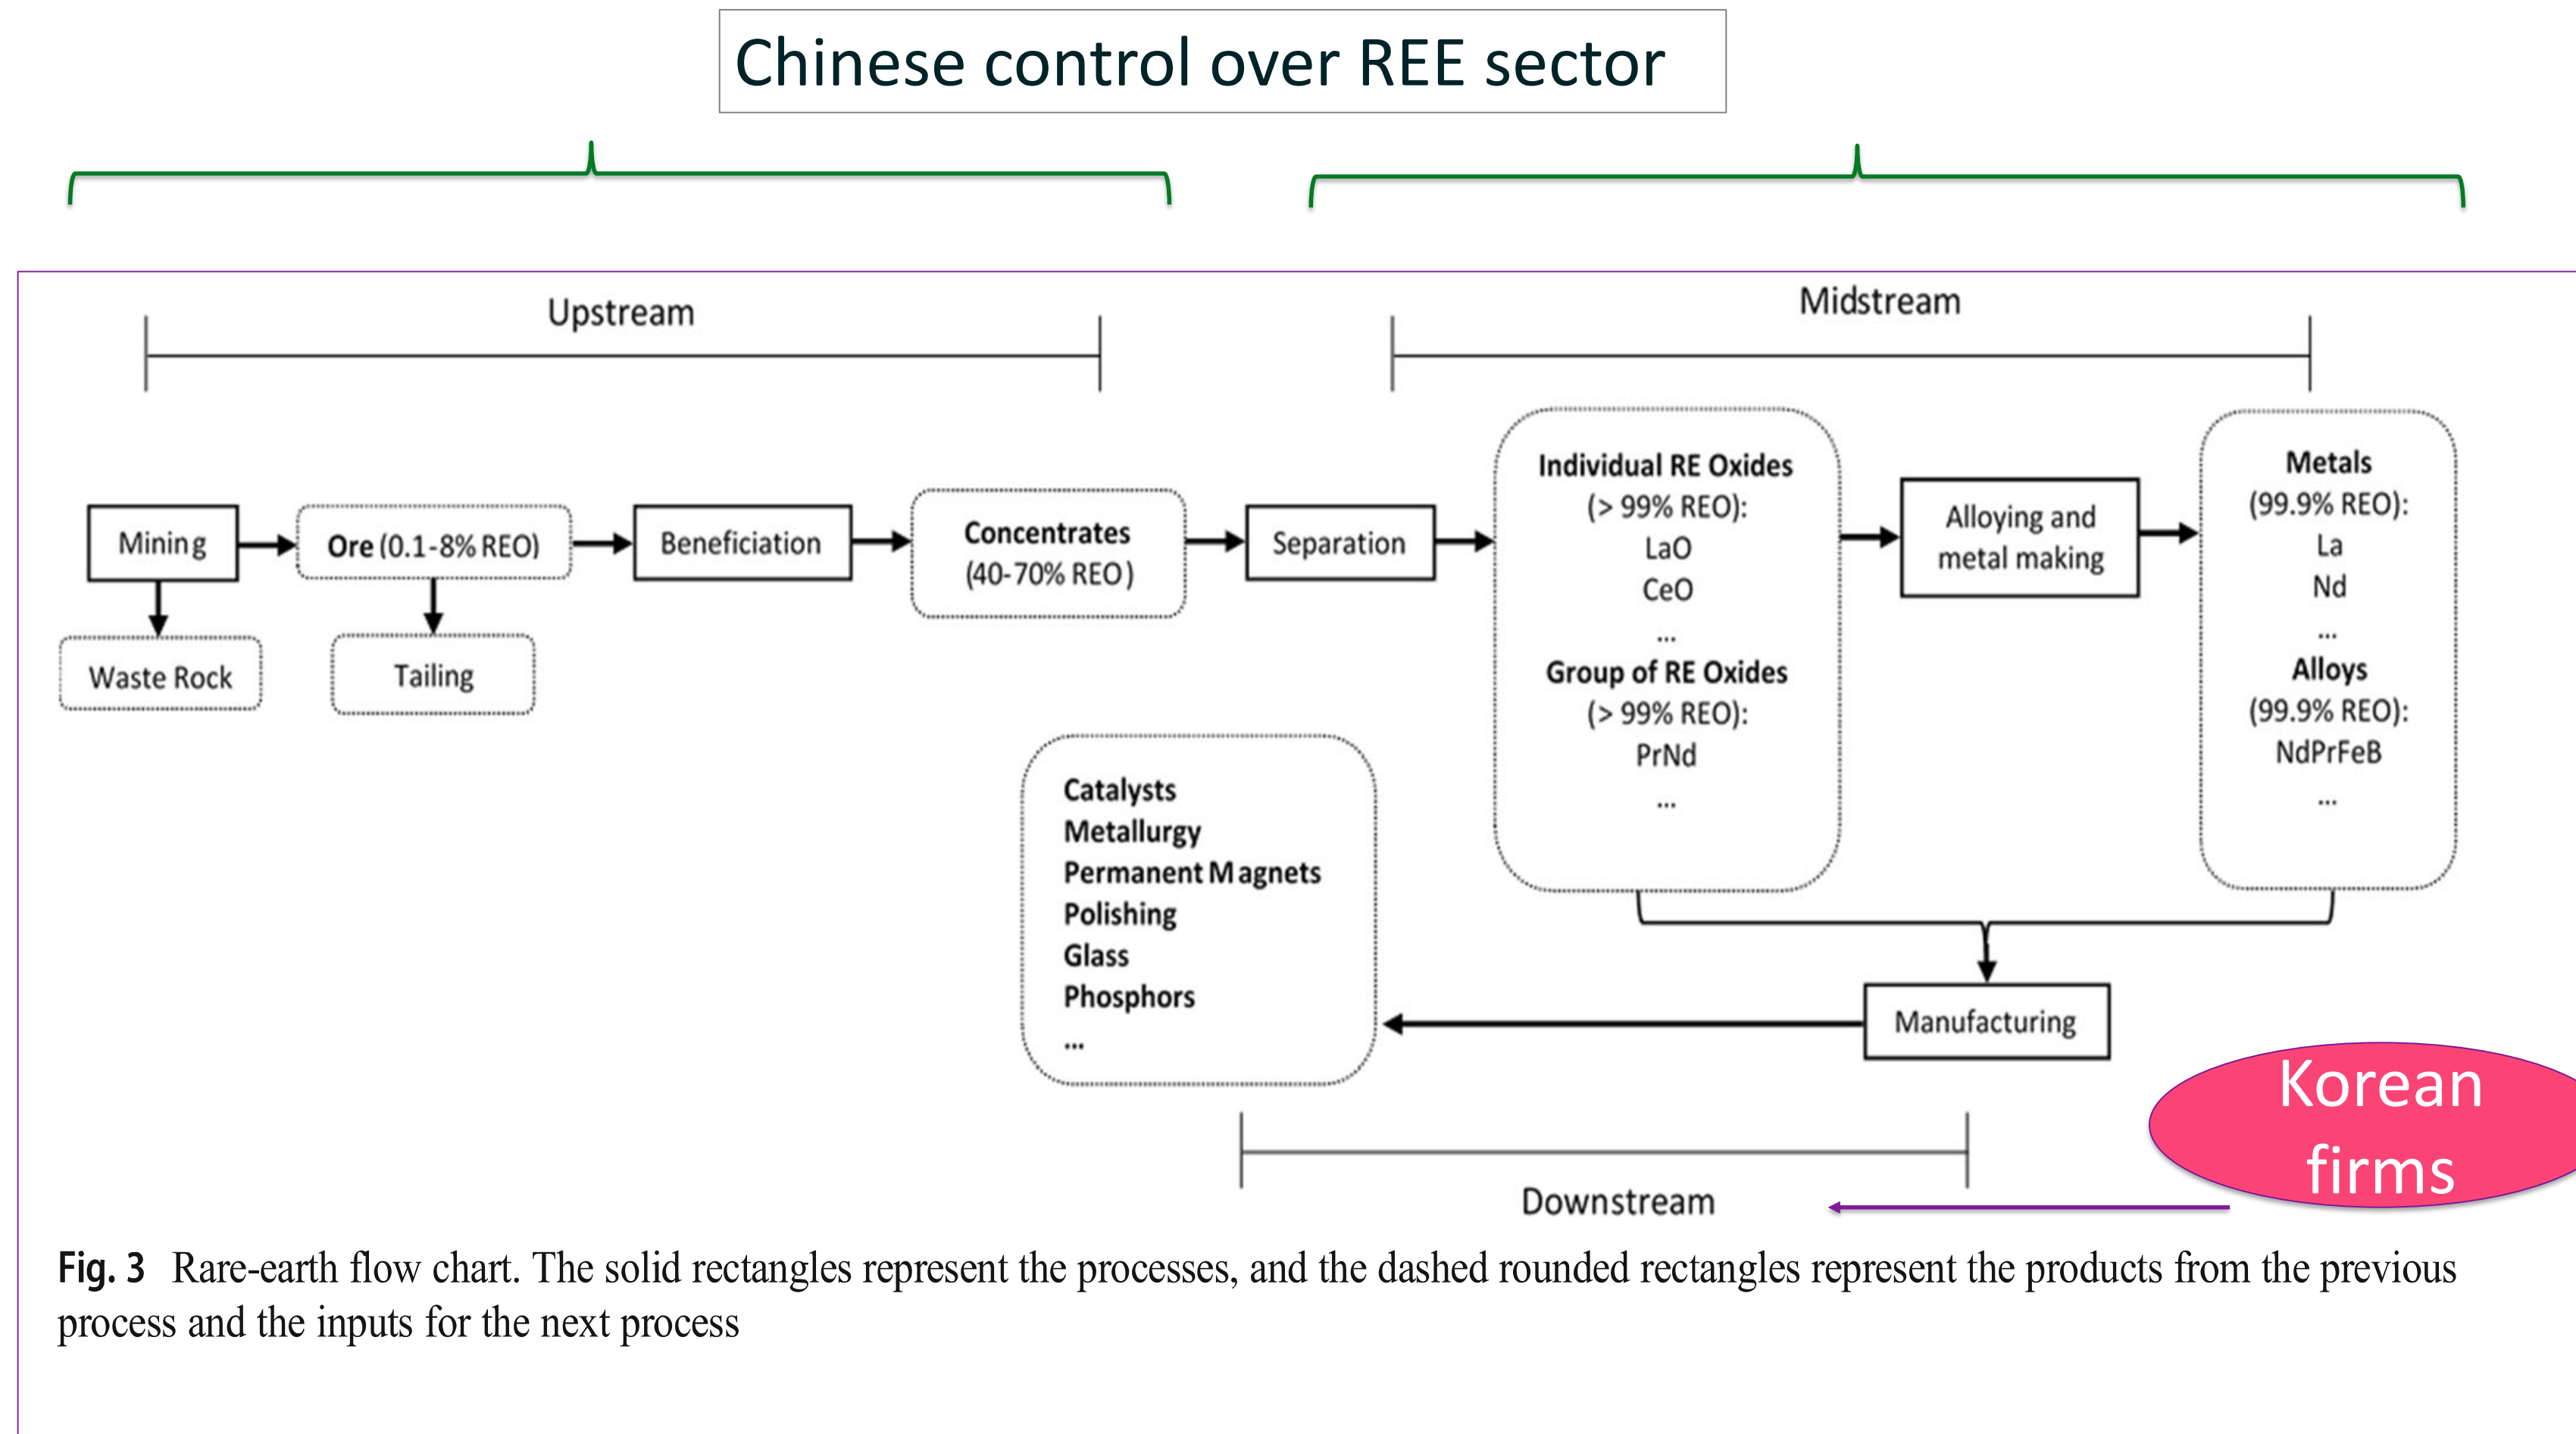 Chinese control over REE sector
Upstream
Midstream
Mining
Ore (0.1-8% REO)
Beneficiation
Concentrates
(40-70% REO)
Separation
Individual RE Oxides
(> 99% REO):
LaO
CeO
...
Group of RE Oxides
(> 99% REO):
PrNd
...
Alloying and
metal making
Metals
(99.9% REO):
La
Nd
...
Alloys
(99.9% REO):
NdPrFeB
...
Waste Rock
Tailing
Catalysts
Metallurgy
Permanent Magnets
Polishing
Glass
Phosphors
...
Manufacturing
Korean
firms
Downstream
Fig. 3 Rare-earth flow chart. The solid rectangles represent the processes, and the dashed rounded rectangles represent the products from the previous
process and the inputs for the next process